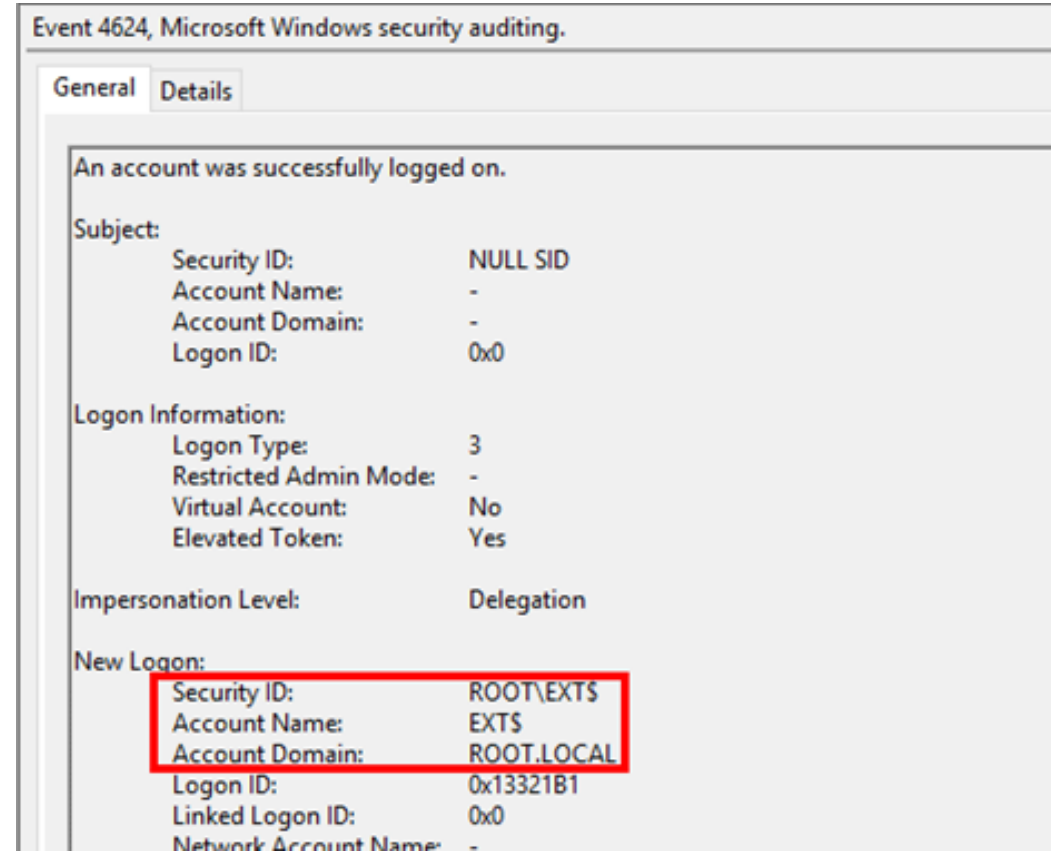 Event 4624, Microsoft Windows security auditing.
General Details
An account was successfully logged on.
Subject:
Security ID: NULL SID
Account Name: -
Account Domain: -
Logon ID: 0x0
Logon Information:
Logon Type: 3
Restricted Admin Mode: -
Virtual Account: No
Elevated Token: Yes
Impersonation Level: Delegation
New Logon:
Security ID: ROOT\EXT$
Account Name: EXT$
Account Domain: ROOT.LOCAL
Logon ID: 0x13321B1
Linked Logon ID: 0x0
Network Account Name: -